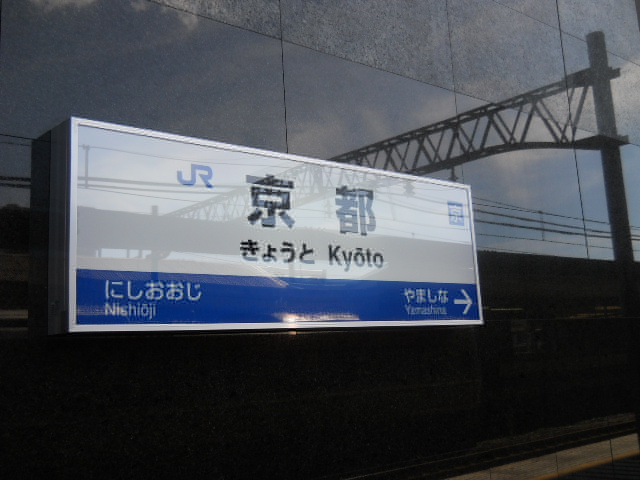 JR
京都
京
きょうと Kyōto
にしおおじ
Nishiōji
やましな →
Yamashina